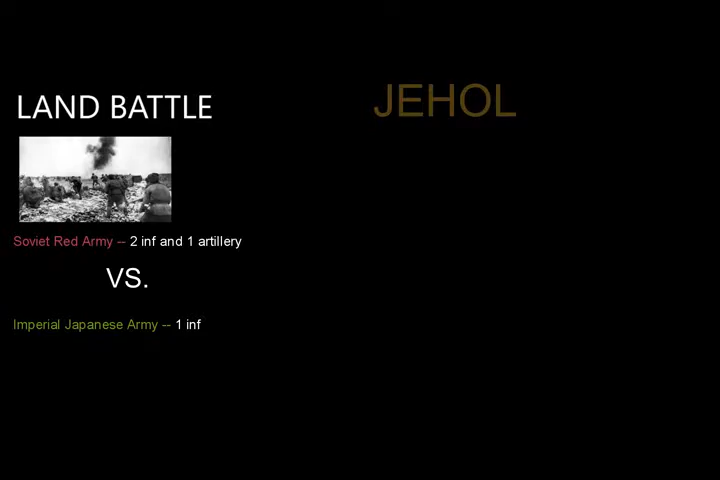 LAND BATTLE
JEHOL
Soviet Red Army -- 2 inf and 1 artillery
VS.
Imperial Japanese Army -- 1 inf